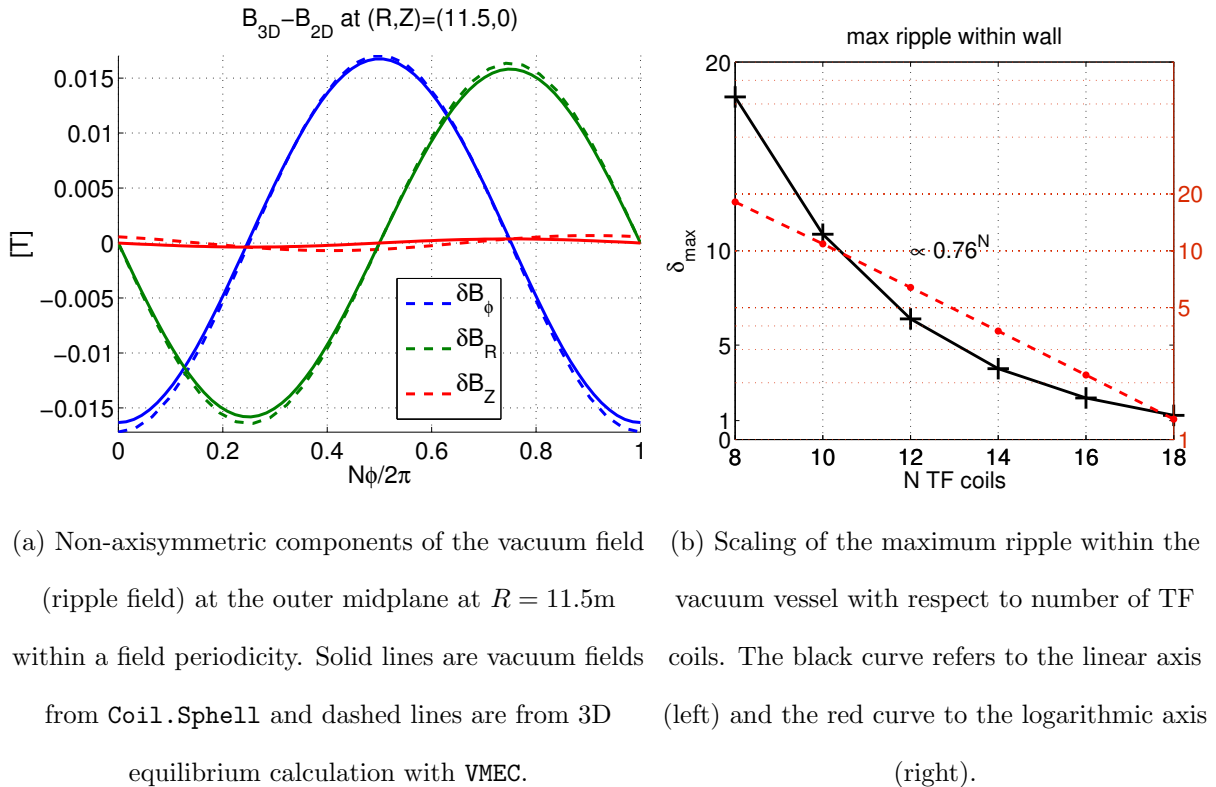 B3D−B2D at (R,Z)=(11.5,0)
[T]
0.015
0.01
0.005
0
−0.005
−0.01
−0.015
0 0.2 0.4 0.6 0.8 1
Nϕ/2π
δBϕ
δBR
δBZ
max ripple within wall
δmax
20
10
5
1
0
20
10
5
1
∝ 0.76^N
8 10 12 14 16 18
N TF coils
(a) Non-axisymmetric components of the vacuum field
(ripple field) at the outer midplane at R = 11.5m
within a field periodicity. Solid lines are vacuum fields
from Coil.Sphell and dashed lines are from 3D
equilibrium calculation with VMEC.
(b) Scaling of the maximum ripple within the
vacuum vessel with respect to number of TF
coils. The black curve refers to the linear axis
(left) and the red curve to the logarithmic axis
(right).